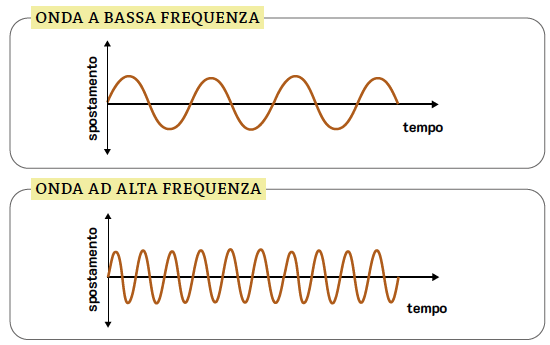 ONDA A BASSA FREQUENZA
spostamento
tempo
ONDA AD ALTA FREQUENZA
spostamento
tempo